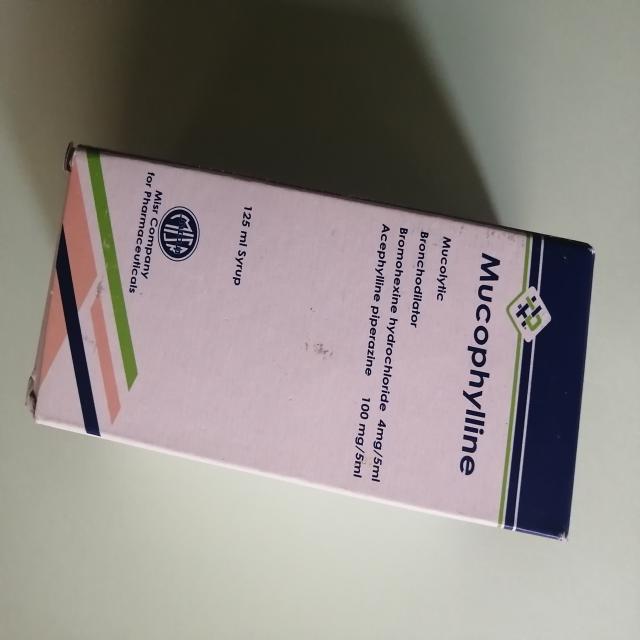 Mucophylline
Mucolytic
Bronchodilator
Bromohexine hydrochloride 4mg/5ml
Acephylline piperazine 100 mg/5ml
125 ml Syrup
Misr Company
for Pharmaceuticals